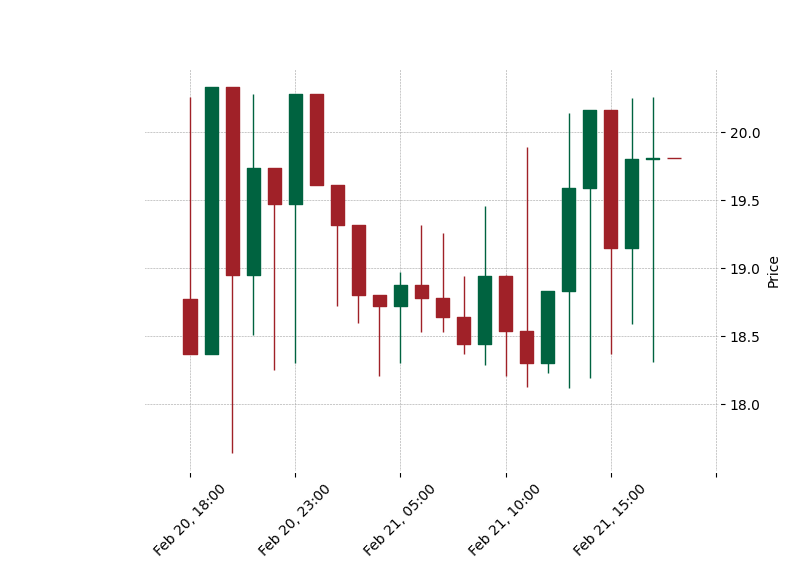 20.0
19.5
19.0
18.5
18.0
Price
Feb 20, 18:00
Feb 20, 23:00
Feb 21, 05:00
Feb 21, 10:00
Feb 21, 15:00